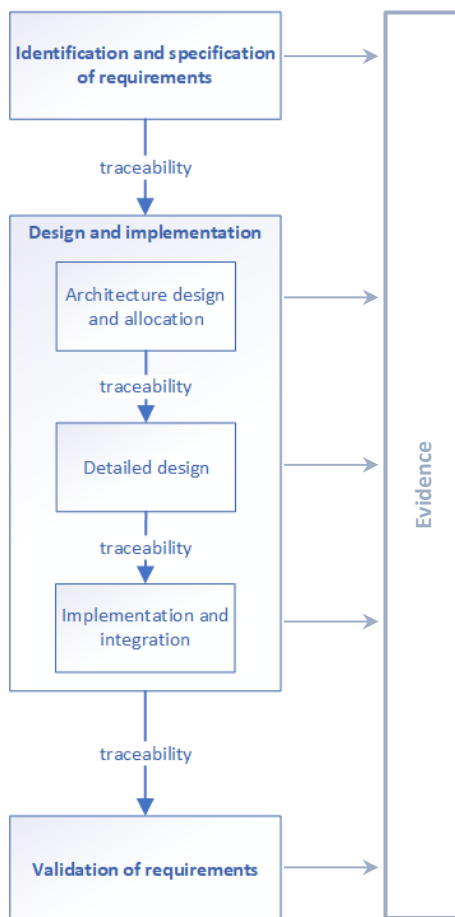 Identification and specification
of requirements
traceability
Design and implementation
Architecture design
and allocation
traceability
Detailed design
traceability
Implementation and
integration
traceability
Validation of requirements
Evidence